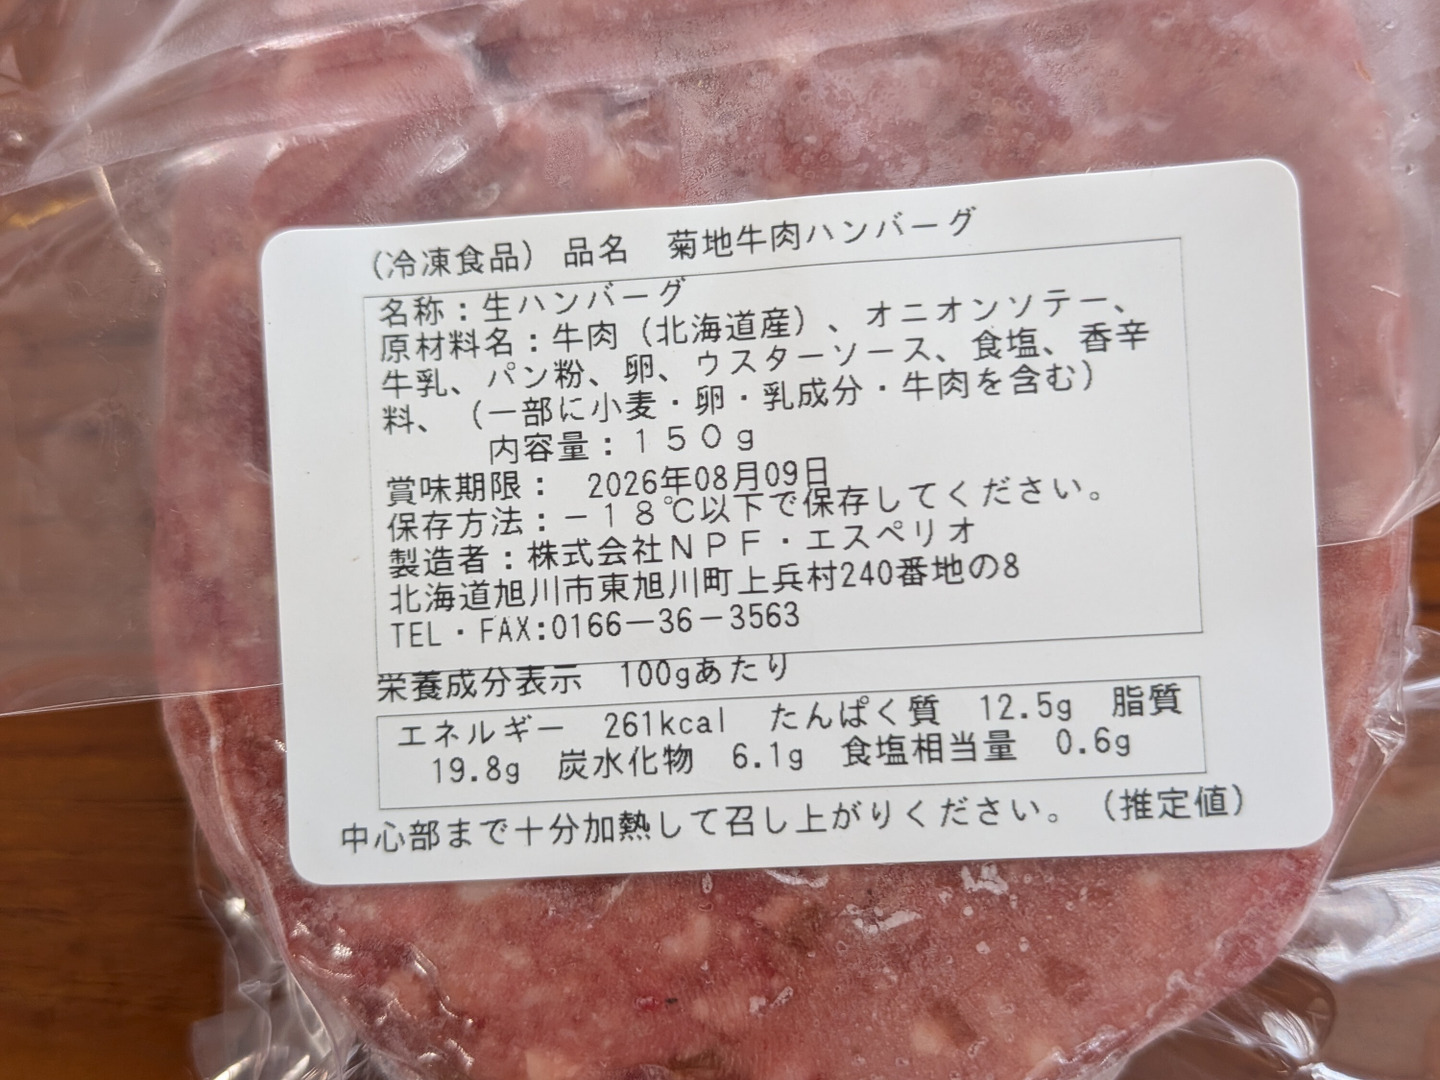 (冷凍食品) 品名　菊地牛肉ハンバーグ
名称：生ハンバーグ
原材料名：牛肉（北海道産）、オニオンソテー、
牛乳、パン粉、卵、ウスターソース、食塩、香辛
料、（一部に小麦・卵・乳成分・牛肉を含む）
内容量：１５０ｇ
賞味期限：　2026年08月09日
保存方法：－１８℃以下で保存してください。
製造者：株式会社ＮＰＦ・エスペリオ
北海道旭川市東旭川町上兵村240番地の8
TEL・FAX:0166－36－3563
栄養成分表示　100gあたり
エネルギー　261kcal　たんぱく質　12.5g　脂質
19.8g　炭水化物　6.1g　食塩相当量　0.6g
中心部まで十分加熱して召し上がりください。（推定値）